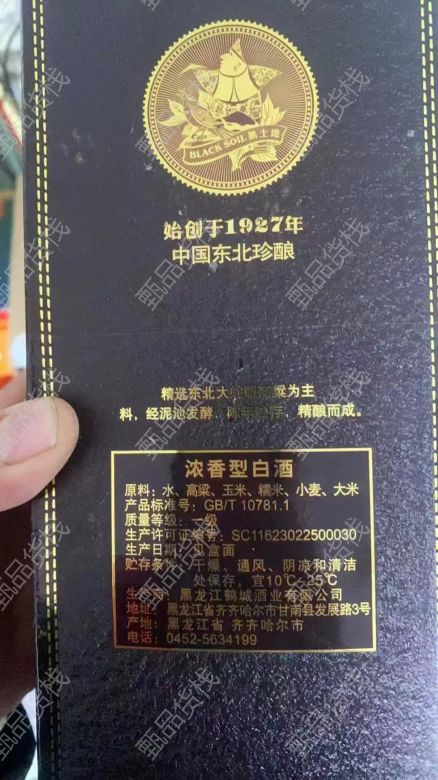 BLACK SOIL 黑土地
始创于1927年
中国东北珍酿
精选东北大 粱为主
料，经泥池发酵， 精酿而成。
浓香型白酒
原料：水、高粱、玉米、糯米、小麦、大米
产品标准号：GB/T 10781.1
质量等级：一级
生产许可证编号：SC11623022500030
生产日期：见盒面
贮存条件：干燥、通风、阴凉和清洁
处保存，宜10℃-25℃
生产商：黑龙江鹤城酒业有限公司
地址：黑龙江省齐齐哈尔市甘南县发展路3号
产地：黑龙江省 齐齐哈尔市
电话：0452-5634199
甄品货栈